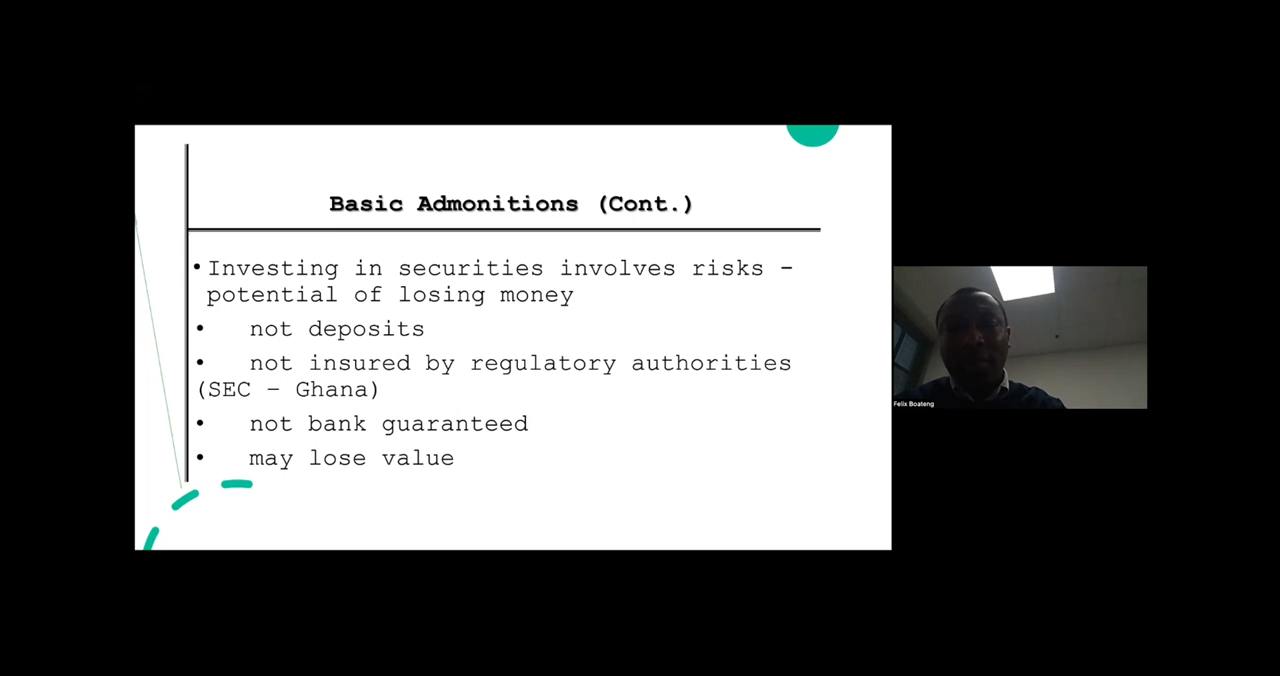 Basic Admonitions (Cont.)
•Investing in securities involves risks -
potential of losing money
• not deposits
• not insured by regulatory authorities
(SEC – Ghana)
• not bank guaranteed
• may lose value
Felix Boateng